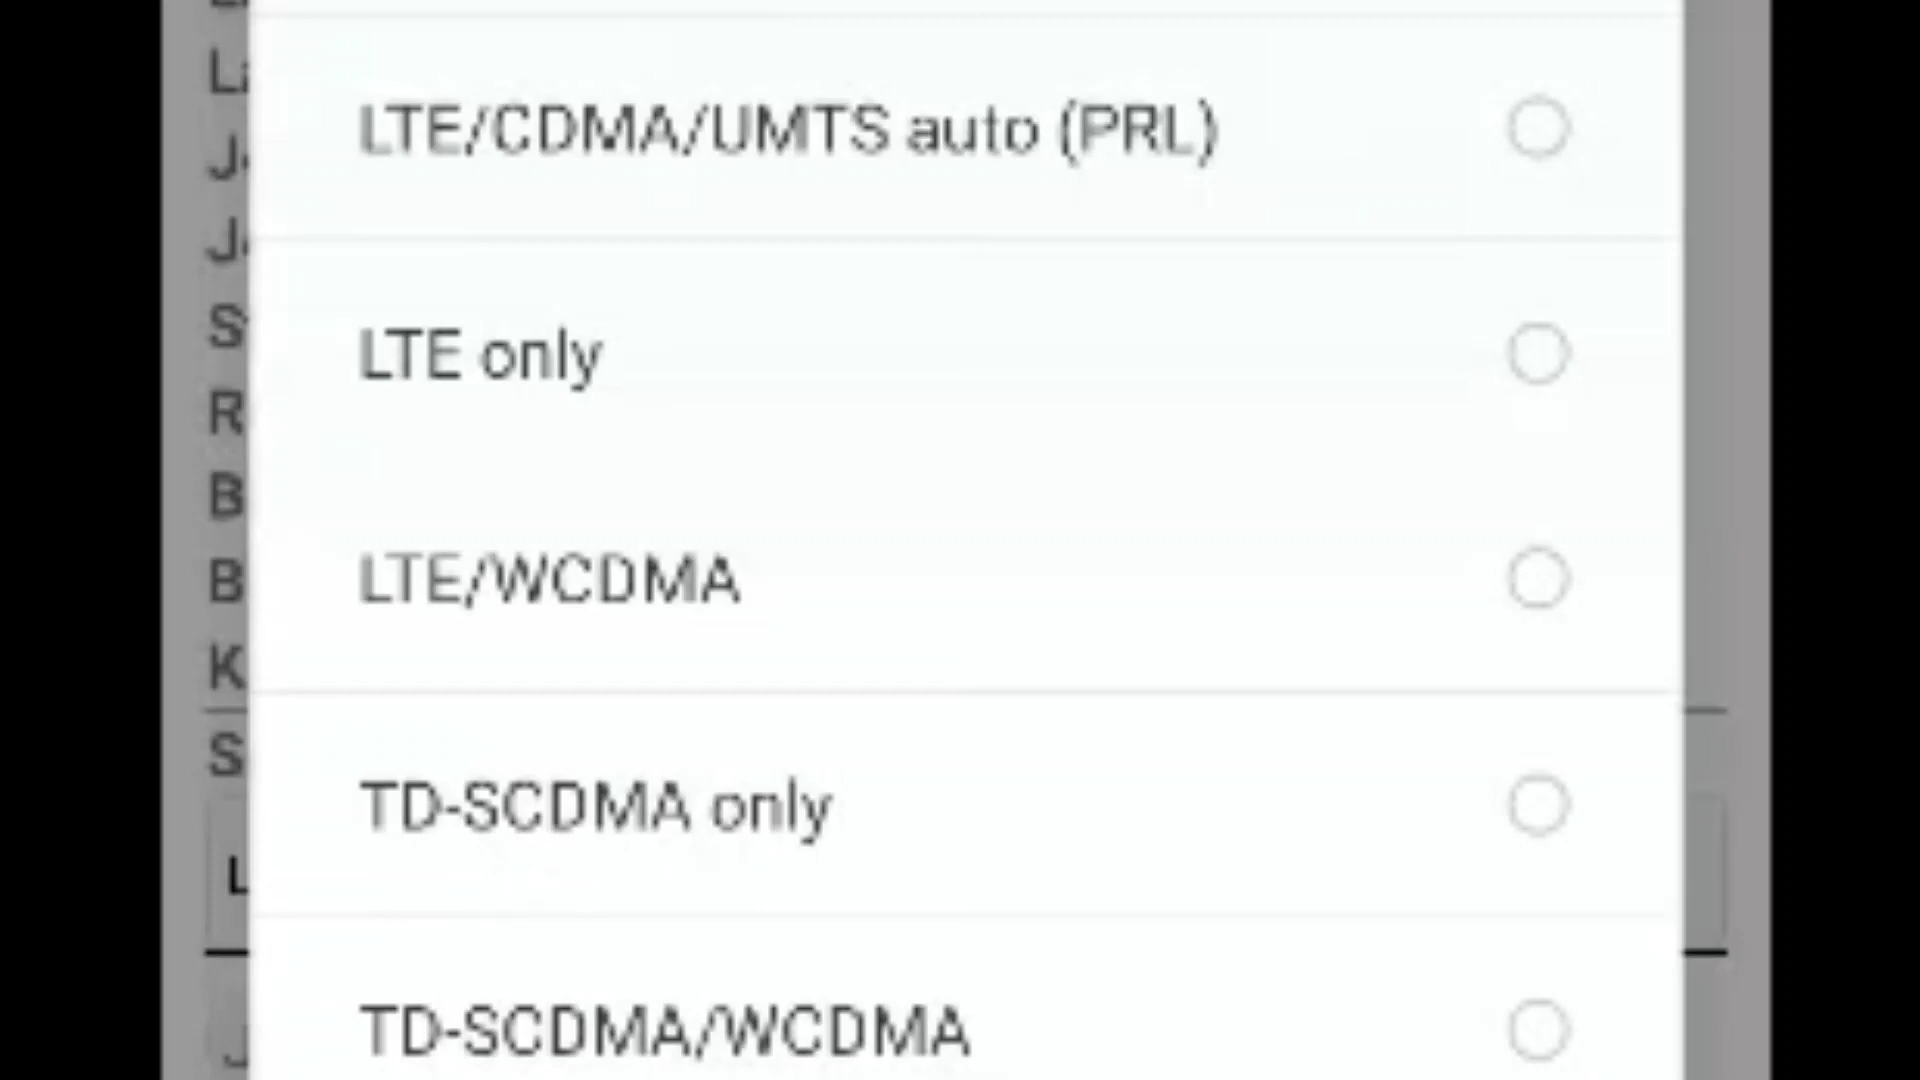 LTE/CDMA/UMTS auto (PRL)
LTE only
LTE/WCDMA
TD-SCDMA only
TD-SCDMA/WCDMA